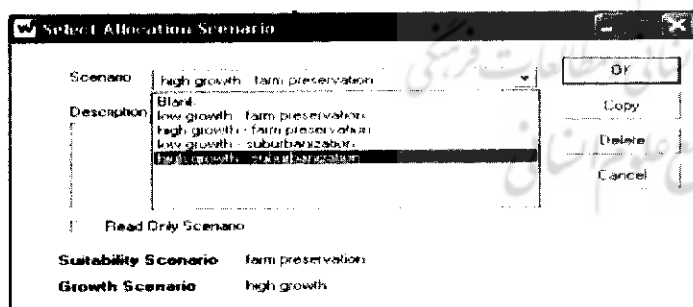 Select Allocation Scenario
Scenario high growth - farm preservation
Blank
low growth - farm preservation
high growth - farm preservation
low growth - suburbanization
high growth - suburbanization
Description
OK
Copy
Delete
Cancel
Read Only Scenario
Suitability Scenario farm preservation
Growth Scenario high growth